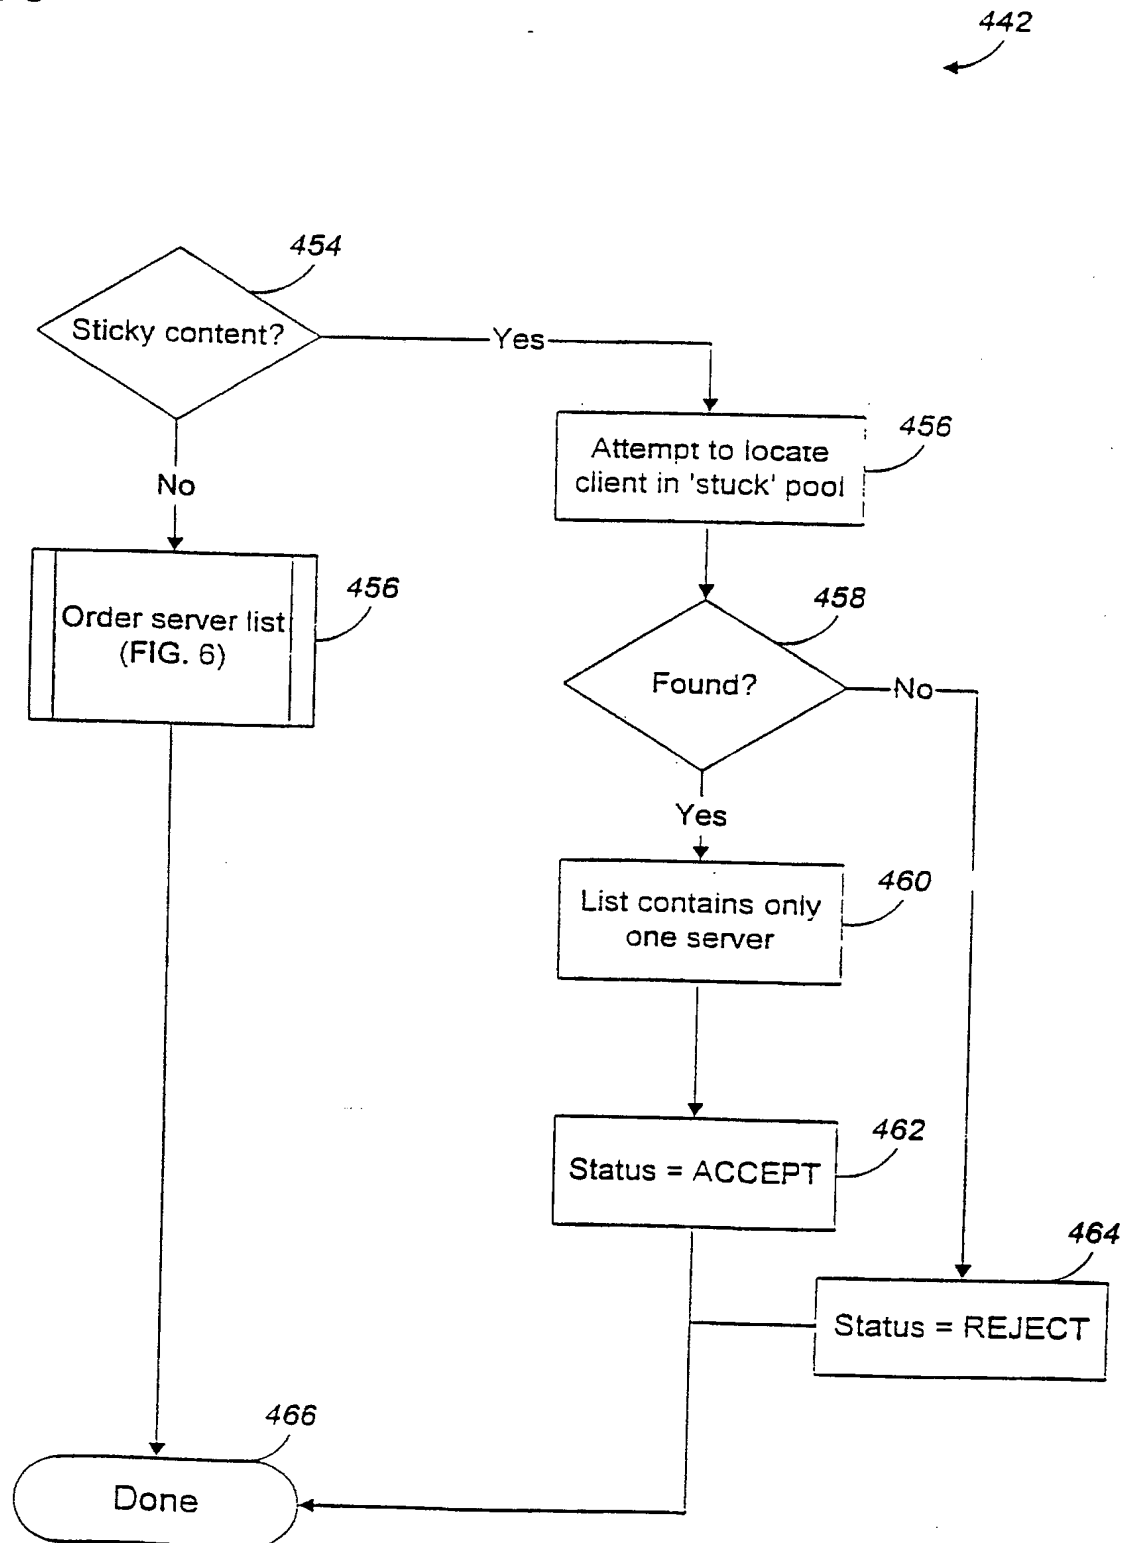 442
454
Sticky content?
Yes
No
Attempt to locate
client in 'stuck' pool
456
Order server list
(FIG. 6)
456
458
Found?
No
Yes
List contains only
one server
460
Status = ACCEPT
462
464
Status = REJECT
466
Done